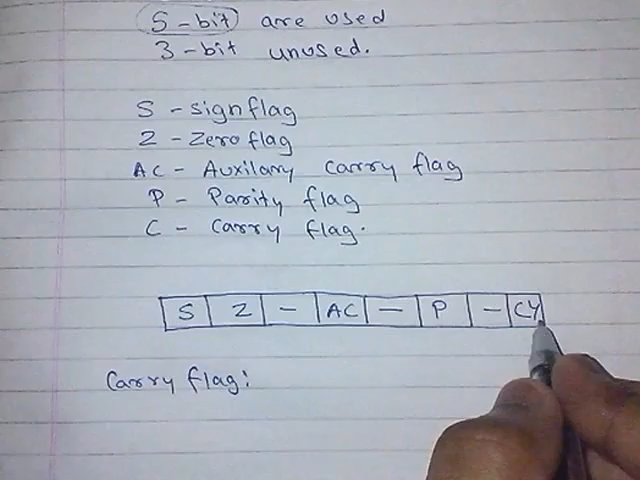 5-bit are used
3-bit unused.
S - signflag
Z - Zero flag
AC - Auxilary carry flag
P - Parity flag
C - Carry flag.
S Z - AC - P - CY
Carry flag: